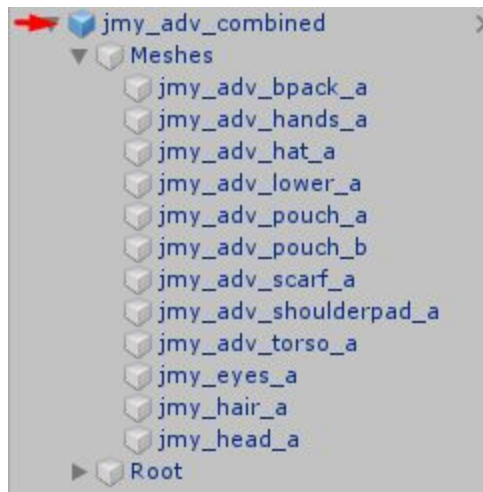 jmy_adv_combined
Meshes
jmy_adv_bpack_a
jmy_adv_hands_a
jmy_adv_hat_a
jmy_adv_lower_a
jmy_adv_pouch_a
jmy_adv_pouch_b
jmy_adv_scarf_a
jmy_adv_shoulderpad_a
jmy_adv_torso_a
jmy_eyes_a
jmy_hair_a
jmy_head_a
Root